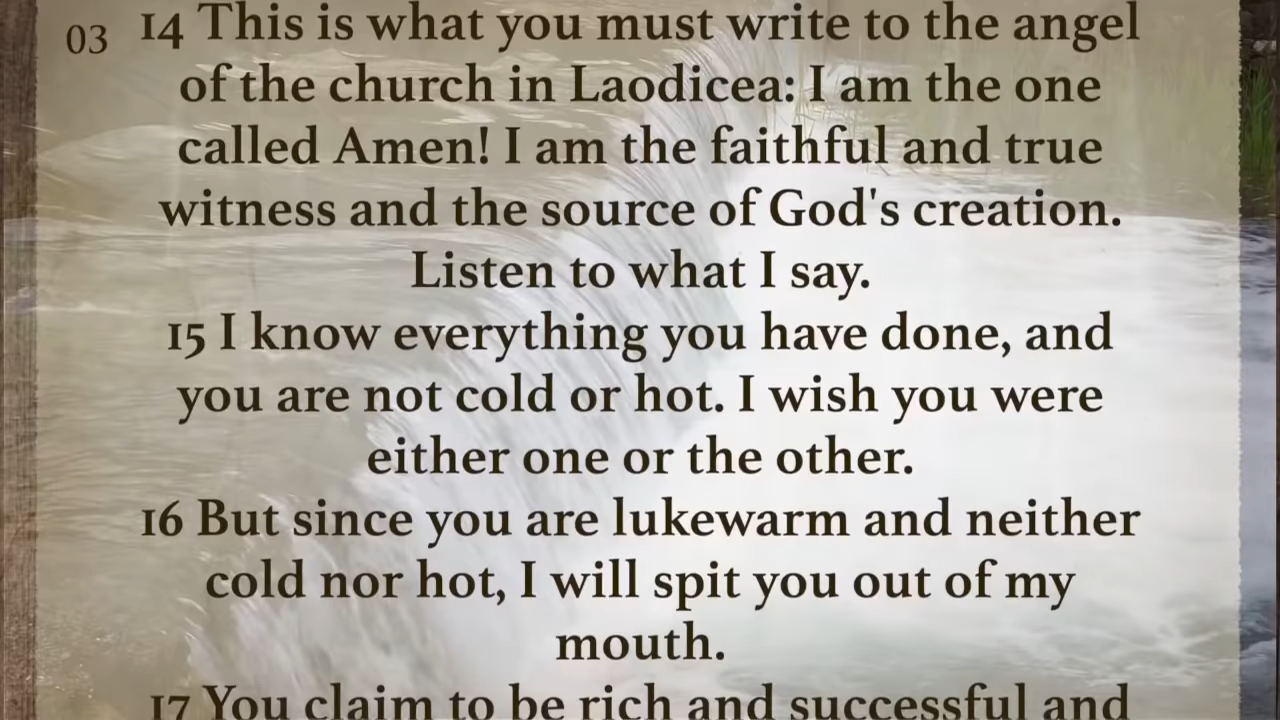 03 14 This is what you must write to the angel
of the church in Laodicea: I am the one
called Amen! I am the faithful and true
witness and the source of God's creation.
Listen to what I say.
15 I know everything you have done, and
you are not cold or hot. I wish you were
either one or the other.
16 But since you are lukewarm and neither
cold nor hot, I will spit you out of my
mouth.
17 You claim to be rich and successful and